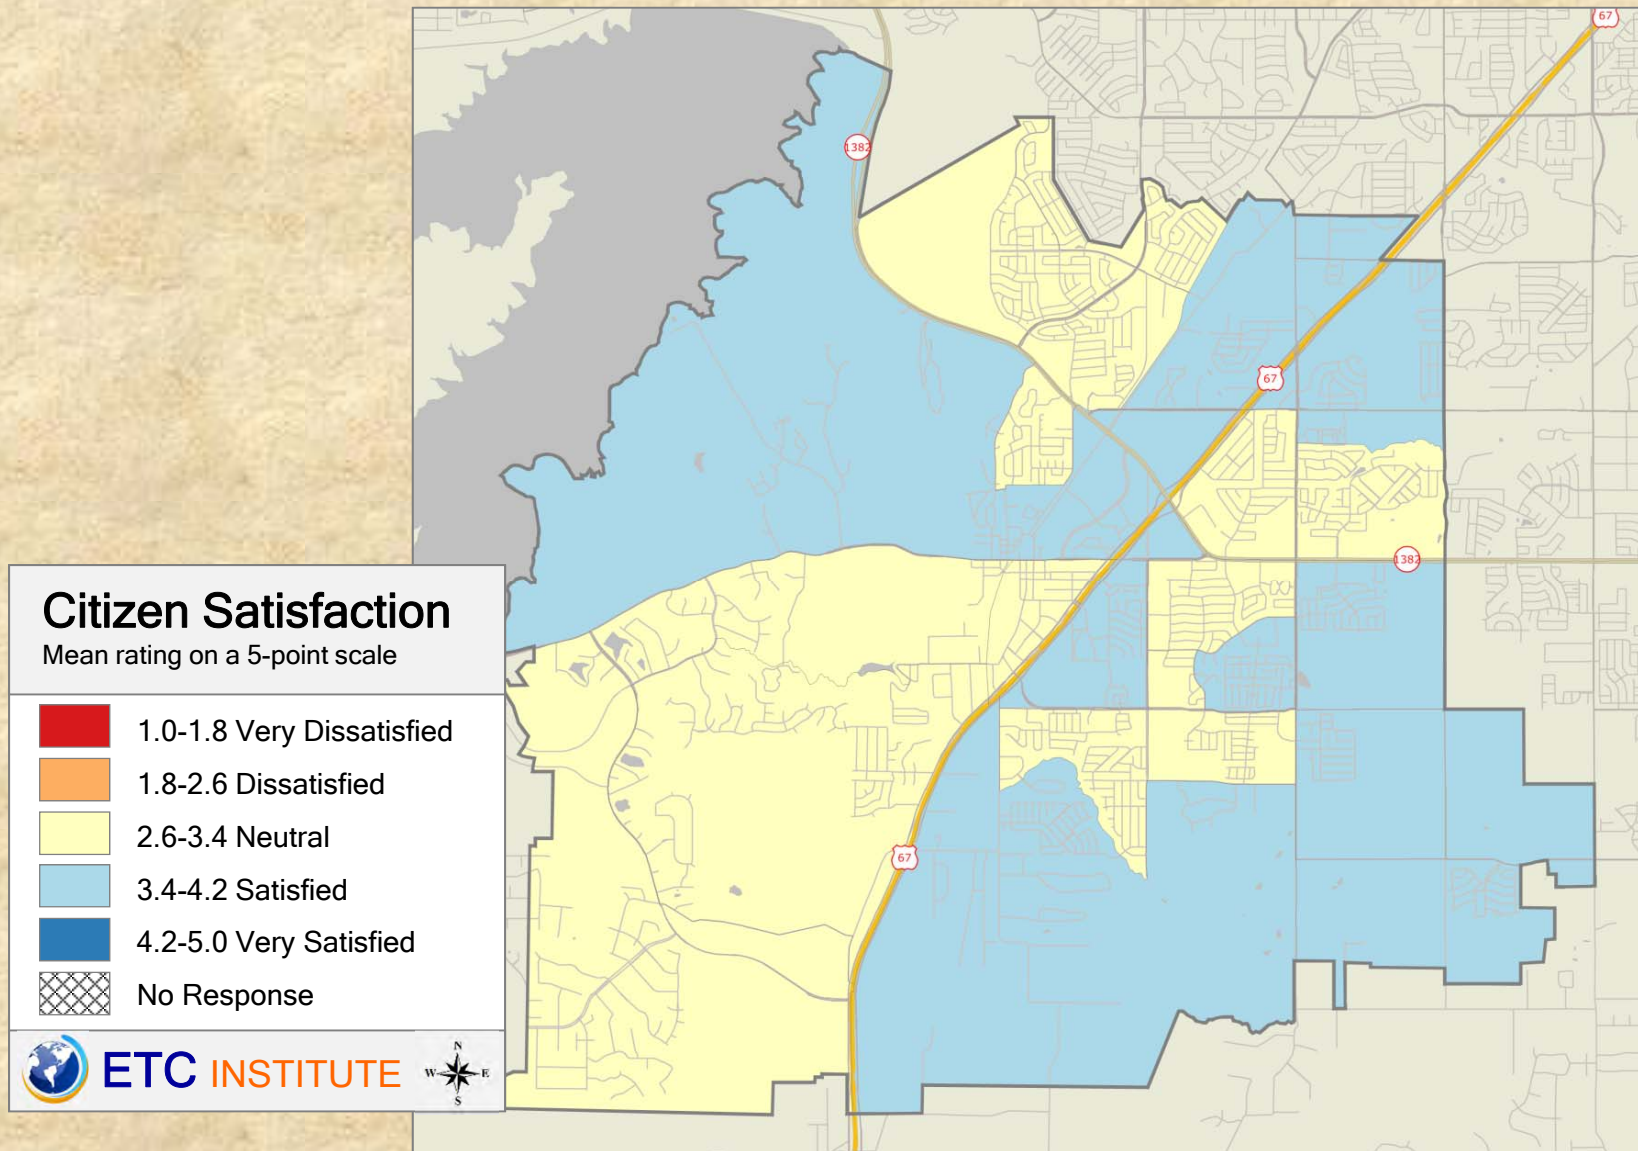 67
1382
67
1382
67
Citizen Satisfaction
Mean rating on a 5-point scale
1.0-1.8 Very Dissatisfied
1.8-2.6 Dissatisfied
2.6-3.4 Neutral
3.4-4.2 Satisfied
4.2-5.0 Very Satisfied
No Response
ETC INSTITUTE
N
W E
S